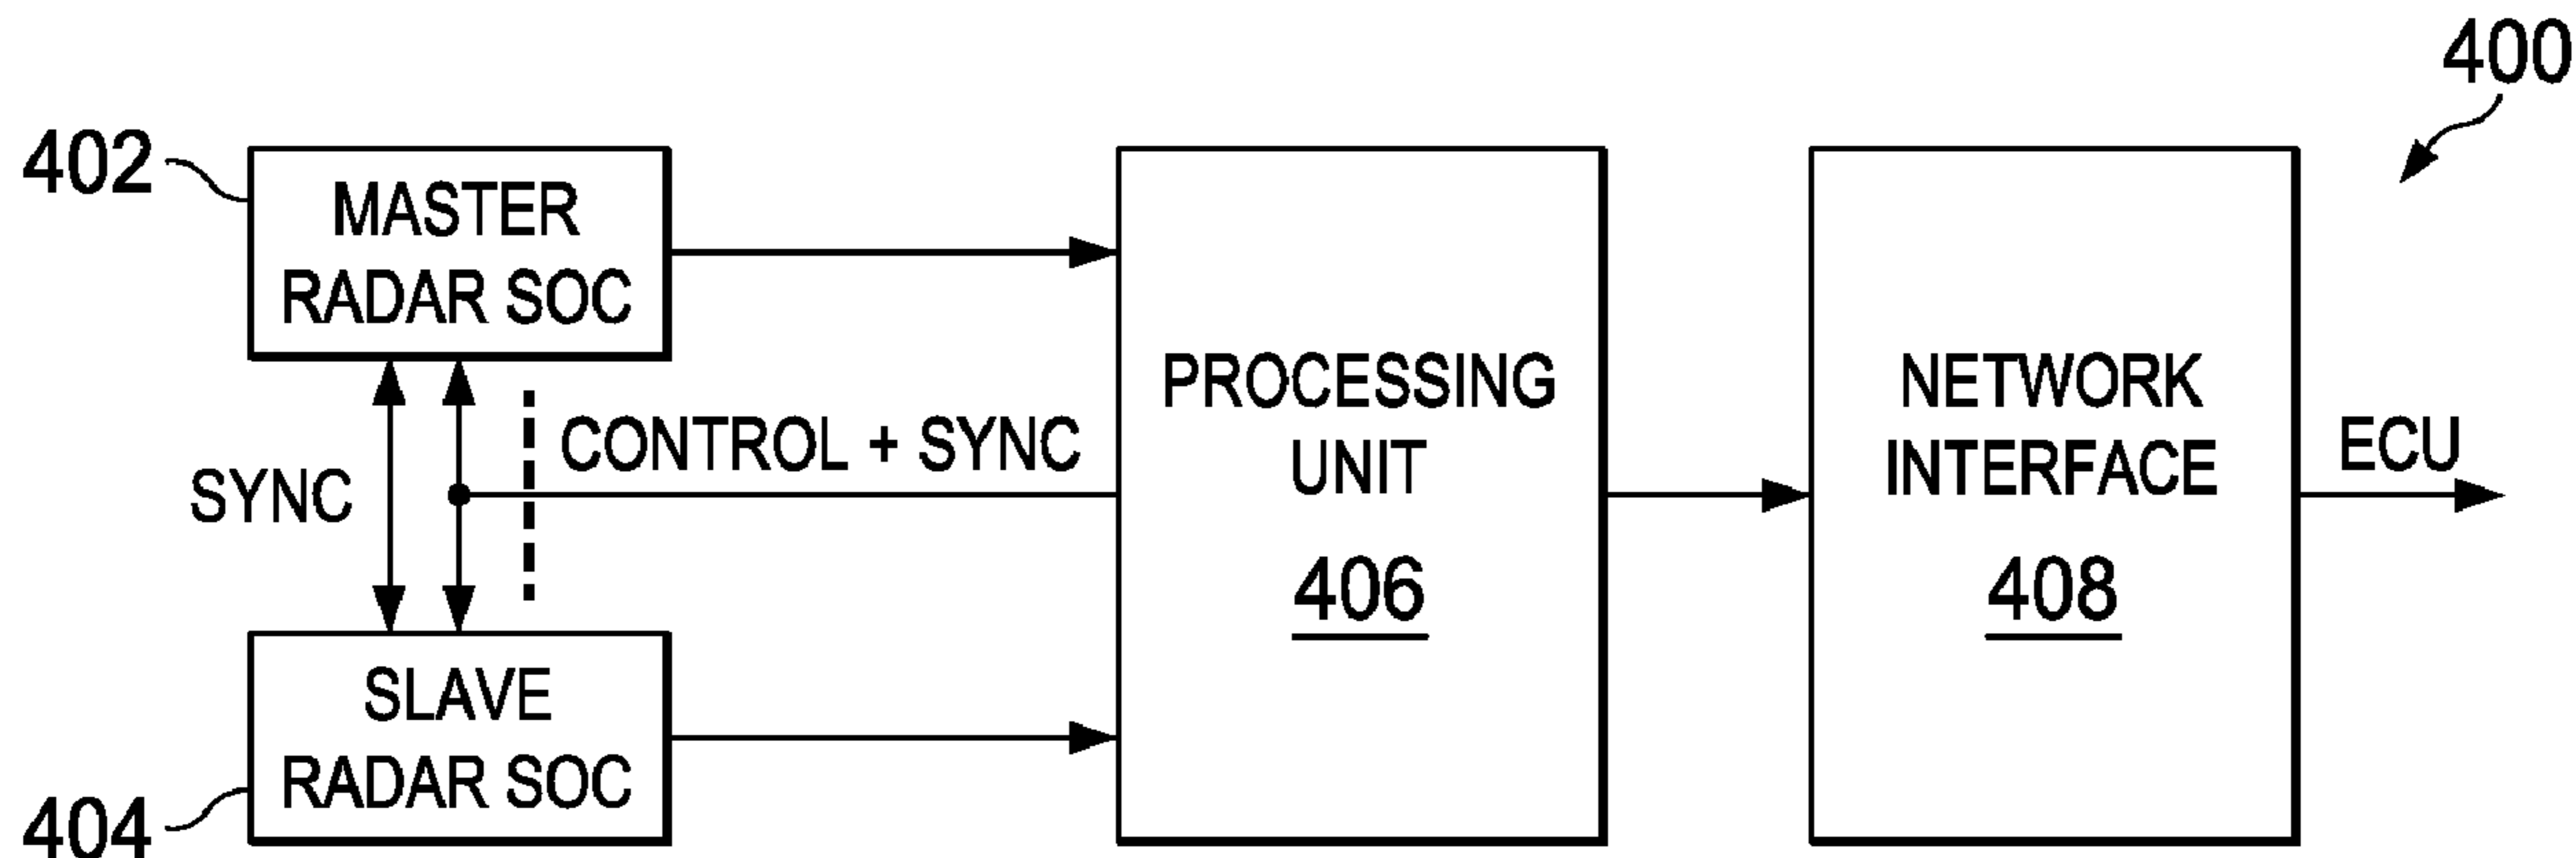 400
402
MASTER
RADAR SOC
SYNC
CONTROL + SYNC
SLAVE
RADAR SOC
404
PROCESSING
UNIT
406
NETWORK
INTERFACE
408
ECU